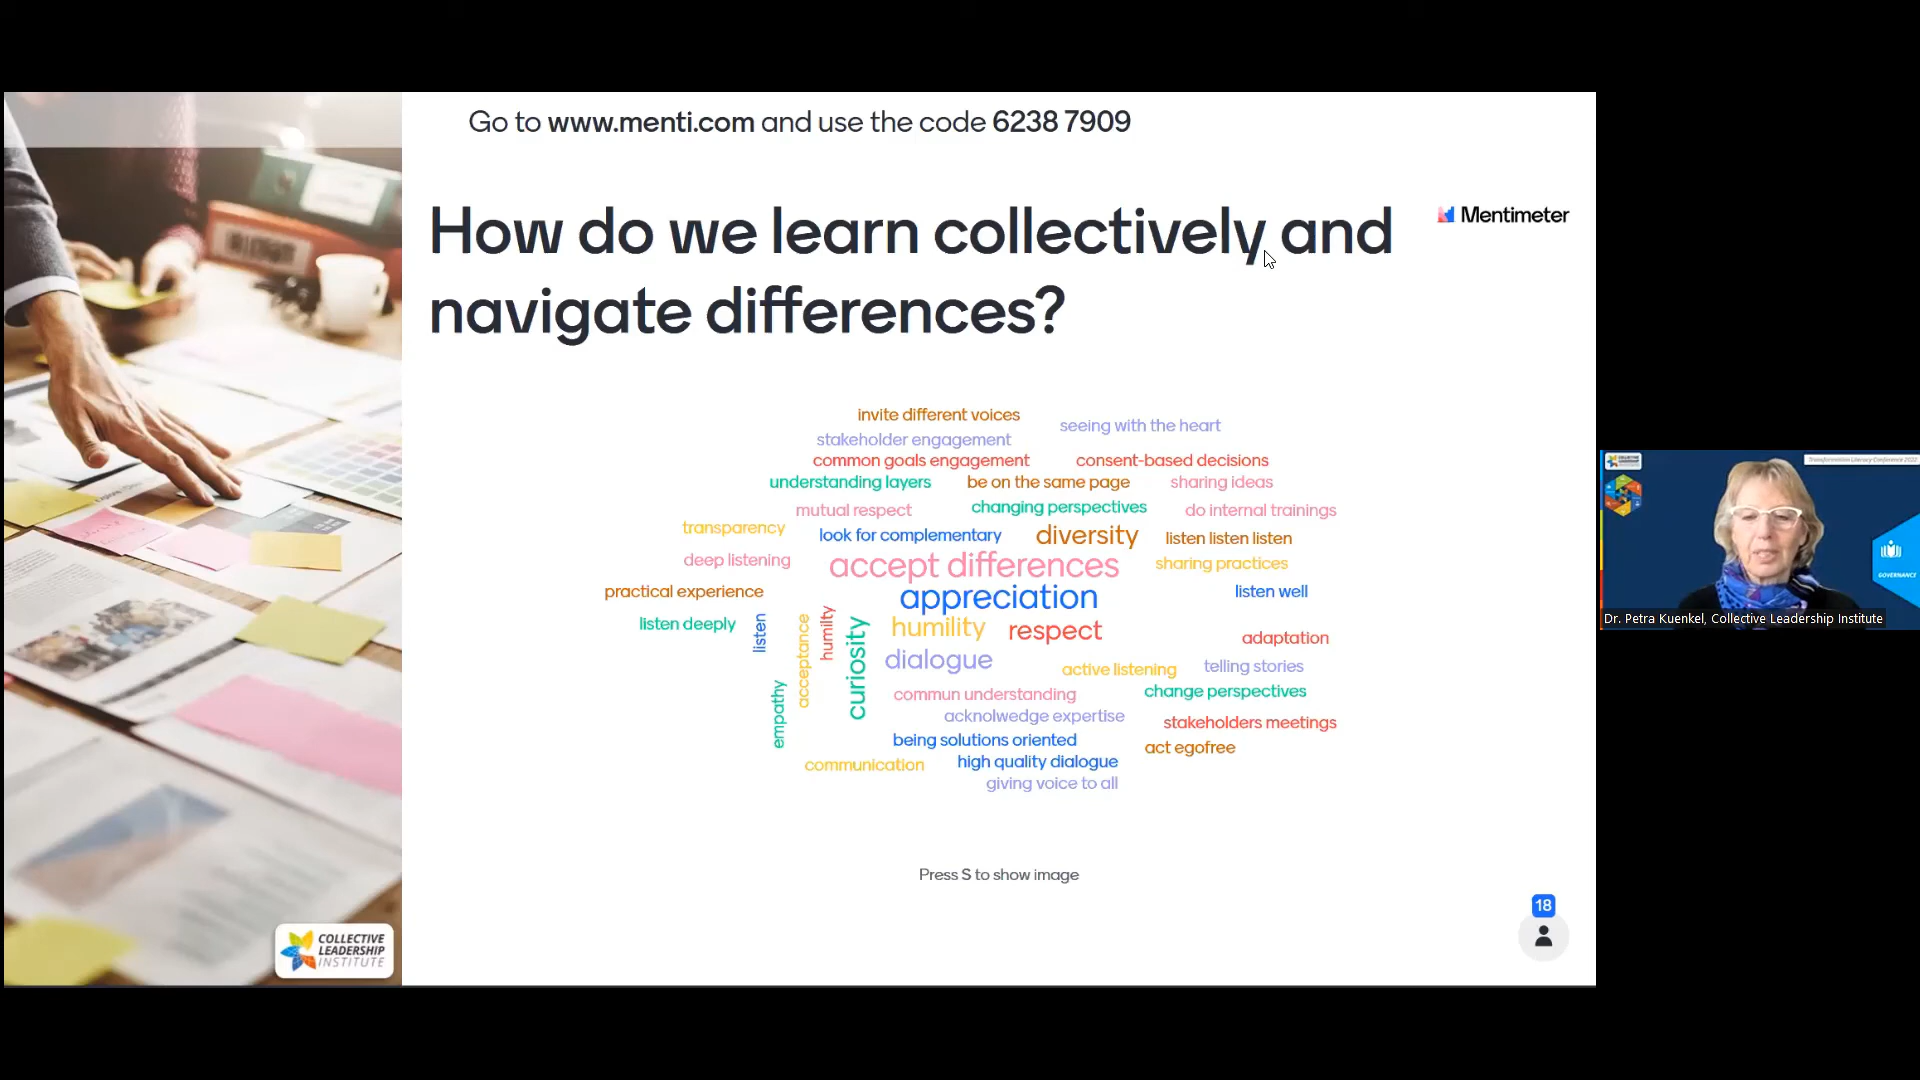 Go to www.menti.com and use the code 6238 7909
How do we learn collectively and
navigate differences?
Mentimeter
invite different voices
seeing with the heart
stakeholder engagement
common goals engagement
consent-based decisions
understanding layers
be on the same page
sharing ideas
mutual respect
changing perspectives
do internal trainings
transparency
look for complementary
diversity
listen listen listen
deep listening
accept differences
sharing practices
practical experience
appreciation
listen well
listen deeply
listen
acceptance
humilty
curiosity
humility
respect
adaptation
dialogue
active listening
telling stories
empathy
commun understanding
change perspectives
acknolwedge expertise
stakeholders meetings
being solutions oriented
act egofree
communication
high quality dialogue
giving voice to all
Press S to show image
18
COLLECTIVE
LEADERSHIP
INSTITUTE
Transformation Literacy Conference 2022
GOVERNANCE
Dr. Petra Kuenkel, Collective Leadership Institute